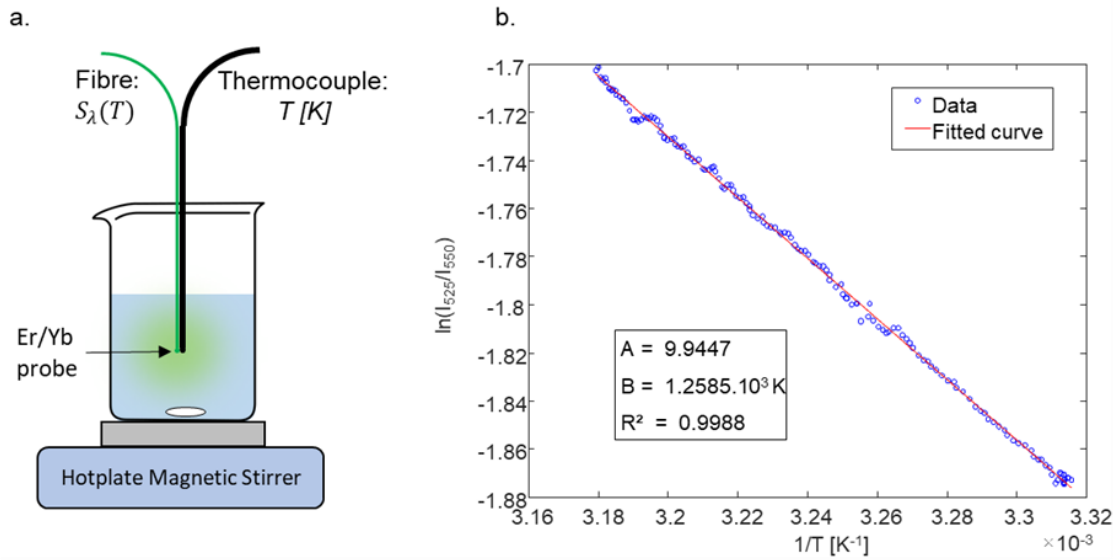 a.
Fibre:
Sλ(T)
Thermocouple:
T [K]
Er/Yb
probe
Hotplate Magnetic Stirrer
b.
-1.7
-1.72
-1.74
-1.76
-1.78
-1.8
-1.82
-1.84
-1.86
-1.88
ln(I525/I550)
Data
Fitted curve
A = 9.9447
B = 1.2585.10³ K
R² = 0.9988
3.16 3.18 3.2 3.22 3.24 3.26 3.28 3.3 3.32
1/T [K⁻¹]
×10⁻³